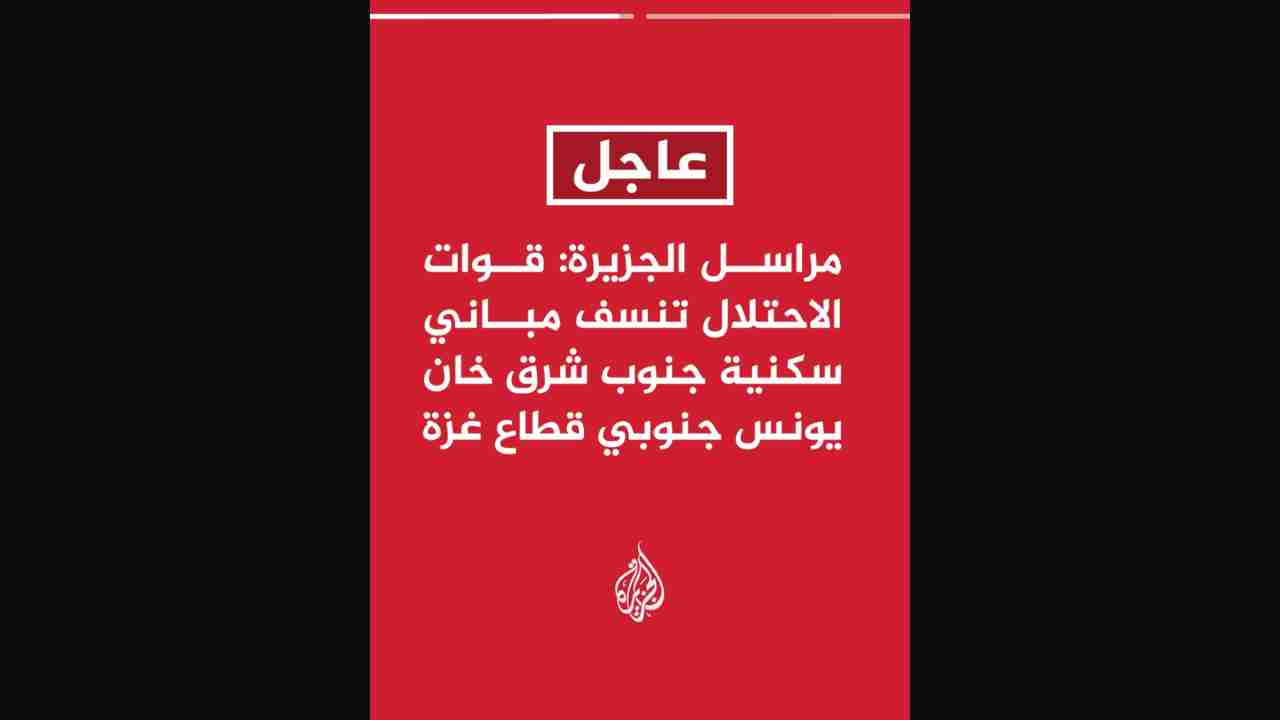 عاجل
مراسل الجزيرة: قوات
الاحتلال تنسف مباني
سكنية جنوب شرق خان
يونس جنوبي قطاع غزة
الجزيرة